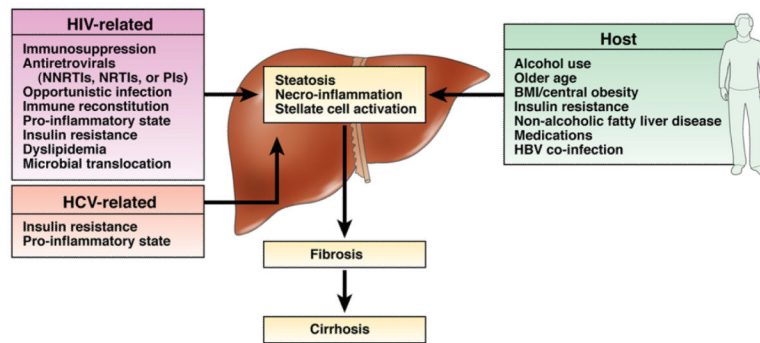 HIV-related
Immunosuppression
Antiretrovirals
(NNRTIs, NRTIs, or PIs)
Opportunistic infection
Immune reconstitution
Pro-inflammatory state
Insulin resistance
Dyslipidemia
Microbial translocation
HCV-related
Insulin resistance
Pro-inflammatory state
Steatosis
Necro-inflammation
Stellate cell activation
Fibrosis
Cirrhosis
Host
Alcohol use
Older age
BMI/central obesity
Insulin resistance
Non-alcoholic fatty liver disease
Medications
HBV co-infection